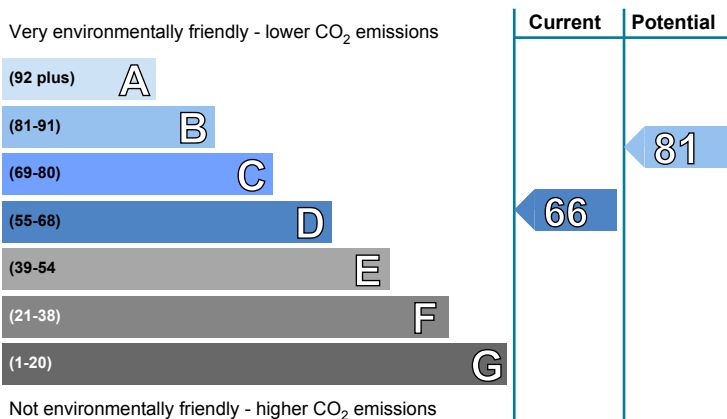 Current Potential
Very environmentally friendly - lower CO2 emissions
(92 plus) A
(81-91) B
81
(69-80) C
(55-68) D 66
(39-54 E
(21-38) F
(1-20) G
Not environmentally friendly - higher CO2 emissions